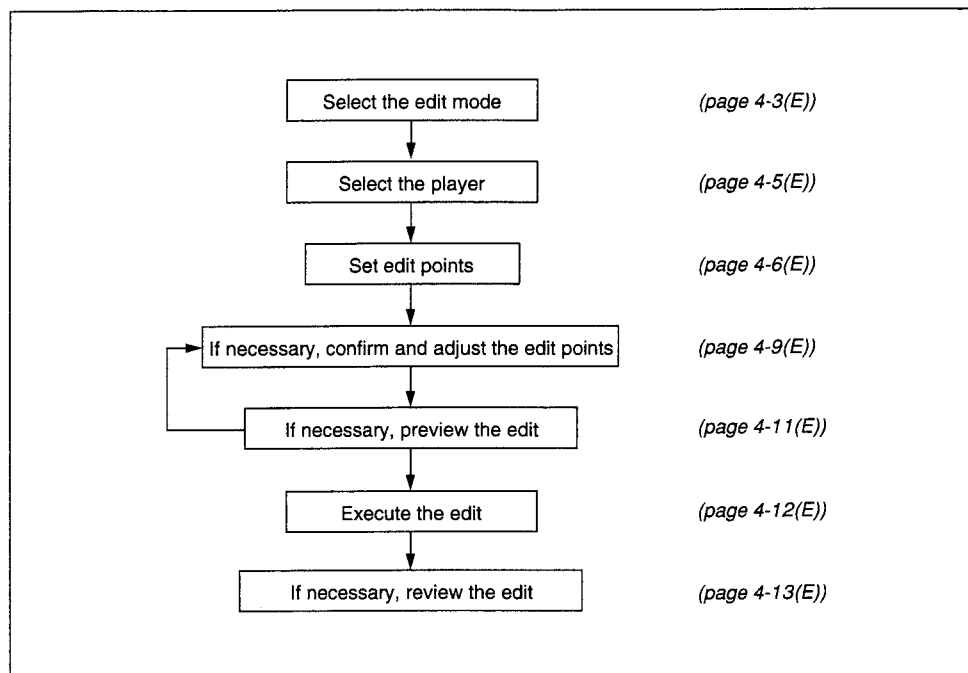 Select the edit mode (page 4-3(E))
Select the player (page 4-5(E))
Set edit points (page 4-6(E))
If necessary, confirm and adjust the edit points (page 4-9(E))
If necessary, preview the edit (page 4-11(E))
Execute the edit (page 4-12(E))
If necessary, review the edit (page 4-13(E))